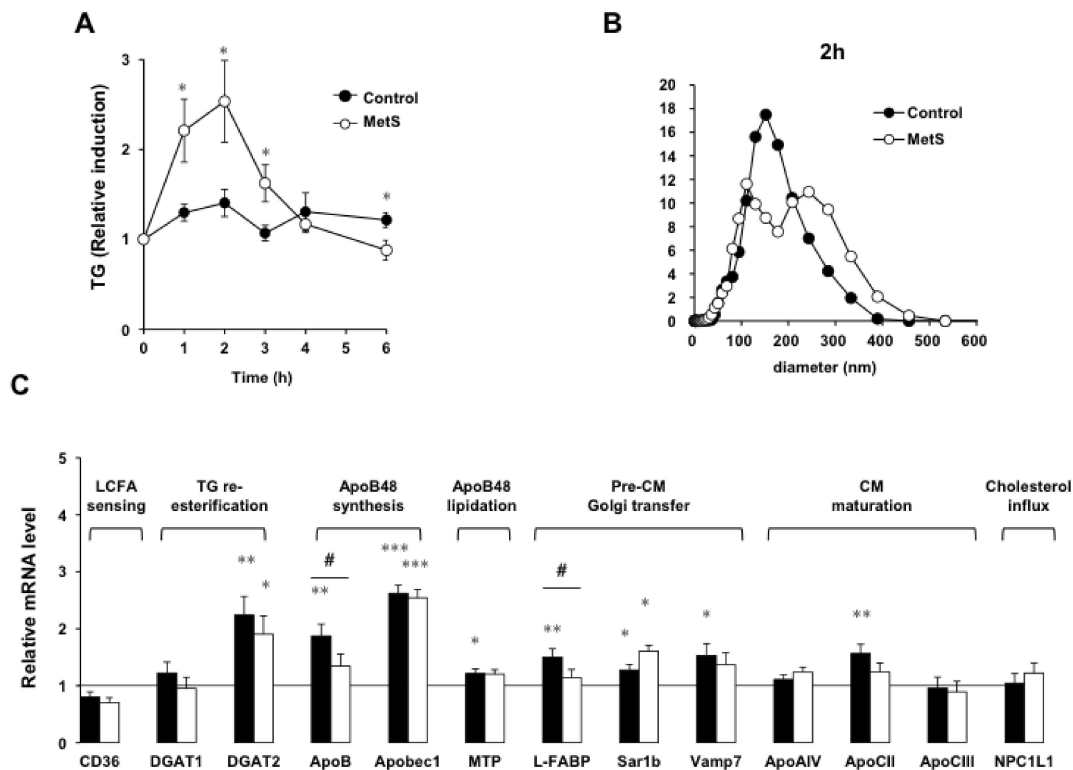 A
3
2
1
0
TG (Relative induction)
*
*
*
*
Control
MetS
0 1 2 3 4 5 6
Time (h)
B
2h
20
18
16
14
12
10
8
6
4
2
0
Control
MetS
0 100 200 300 400 500 600
diameter (nm)
C
Relative mRNA level
5
4
3
2
1
0
LCFA sensing
TG re-esterification
ApoB48 synthesis
ApoB48 lipidation
Pre-CM Golgi transfer
CM maturation
Cholesterol influx
** * # ** *** *** * # ** * * * **
CD36 DGAT1 DGAT2 ApoB Apobec1 MTP L-FABP Sar1b Vamp7 ApoAIV ApoCII ApoCIII NPC1L1